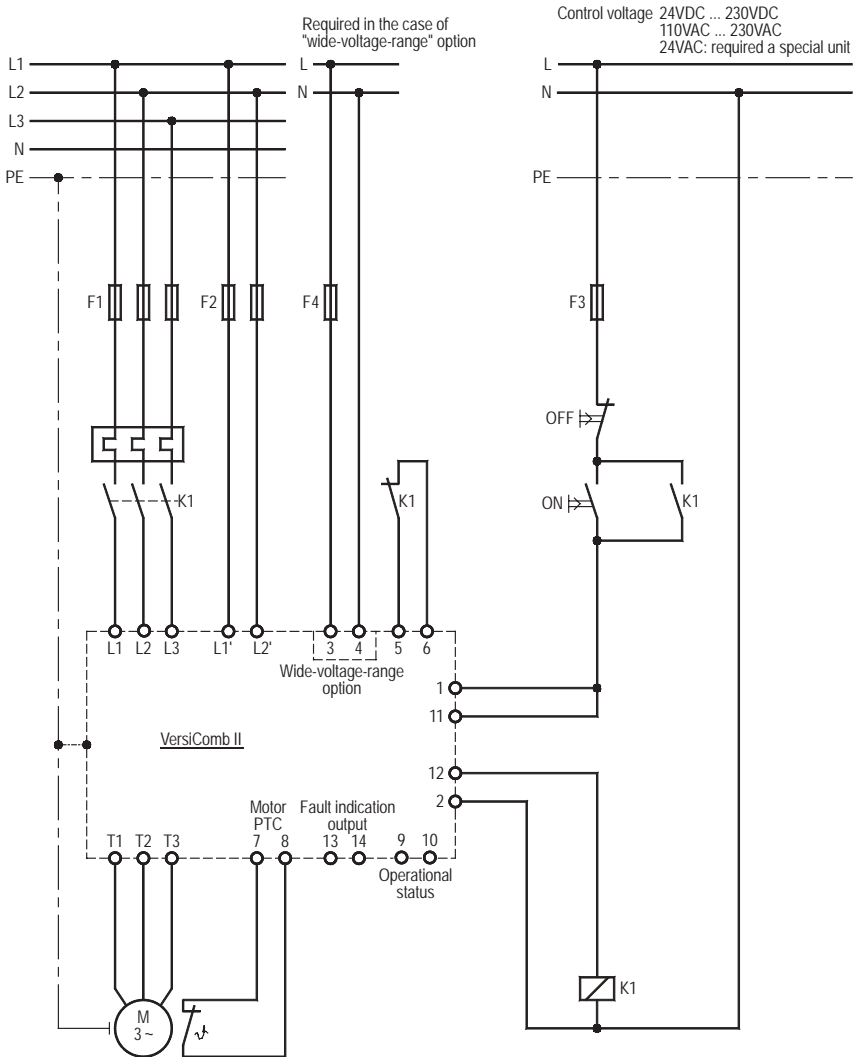 Required in the case of
"wide-voltage-range" option
Control voltage 24VDC ... 230VDC
110VAC ... 230VAC
24VAC: required a special unit
L1
L2
L3
N
PE
L
N
L
N
PE
F1
F2
F4
F3
OFF
K1
K1
ON
K1
L1 L2 L3 L1' L2' 3 4 5 6
Wide-voltage-range
option
1
11
VersiComb II
12
2
Motor
PTC
Fault indication
output
T1 T2 T3 7 8 13 14 9 10
Operational
status
K1
M
3 ~